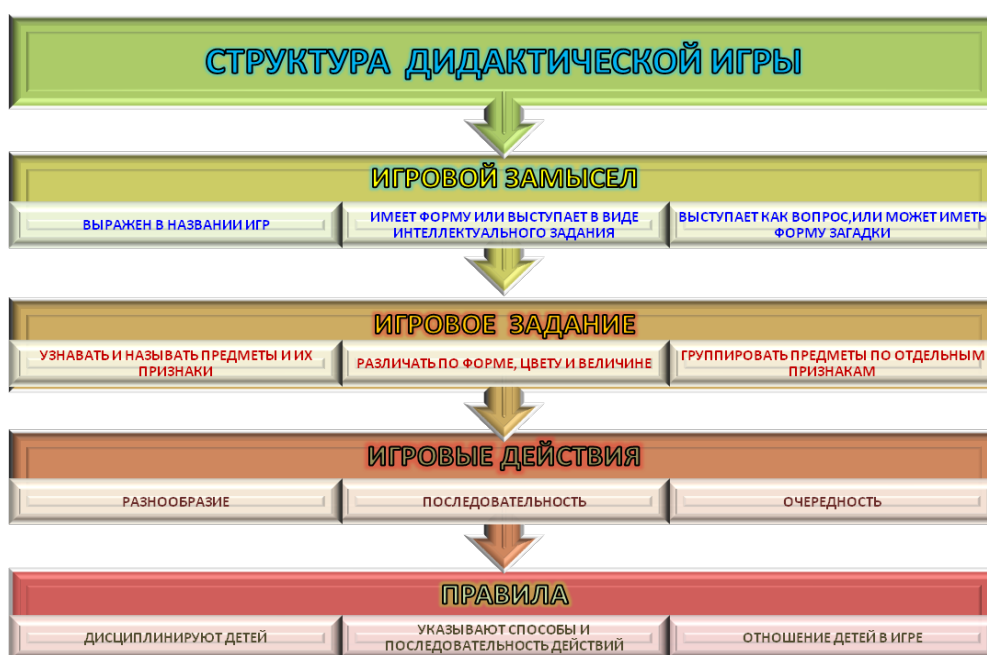 СТРУКТУРА ДИДАКТИЧЕСКОЙ ИГРЫ
ИГРОВОЙ ЗАМЫСЕЛ
ВЫРАЖЕН В НАЗВАНИИ ИГР
ИМЕЕТ ФОРМУ ИЛИ ВЫСТУПАЕТ В ВИДЕ
ИНТЕЛЛЕКТУАЛЬНОГО ЗАДАНИЯ
ВЫСТУПАЕТ КАК ВОПРОС,ИЛИ МОЖЕТ ИМЕТЬ
ФОРМУ ЗАГАДКИ
ИГРОВОЕ ЗАДАНИЕ
УЗНАВАТЬ И НАЗЫВАТЬ ПРЕДМЕТЫ И ИХ
ПРИЗНАКИ
РАЗЛИЧАТЬ ПО ФОРМЕ, ЦВЕТУ И ВЕЛИЧИНЕ
ГРУППИРОВАТЬ ПРЕДМЕТЫ ПО ОТДЕЛЬНЫМ
ПРИЗНАКАМ
ИГРОВЫЕ ДЕЙСТВИЯ
РАЗНООБРАЗИЕ
ПОСЛЕДОВАТЕЛЬНОСТЬ
ОЧЕРЕДНОСТЬ
ПРАВИЛА
ДИСЦИПЛИНИРУЮТ ДЕТЕЙ
УКАЗЫВАЮТ СПОСОБЫ И
ПОСЛЕДОВАТЕЛЬНОСТЬ ДЕЙСТВИЙ
ОТНОШЕНИЕ ДЕТЕЙ В ИГРЕ